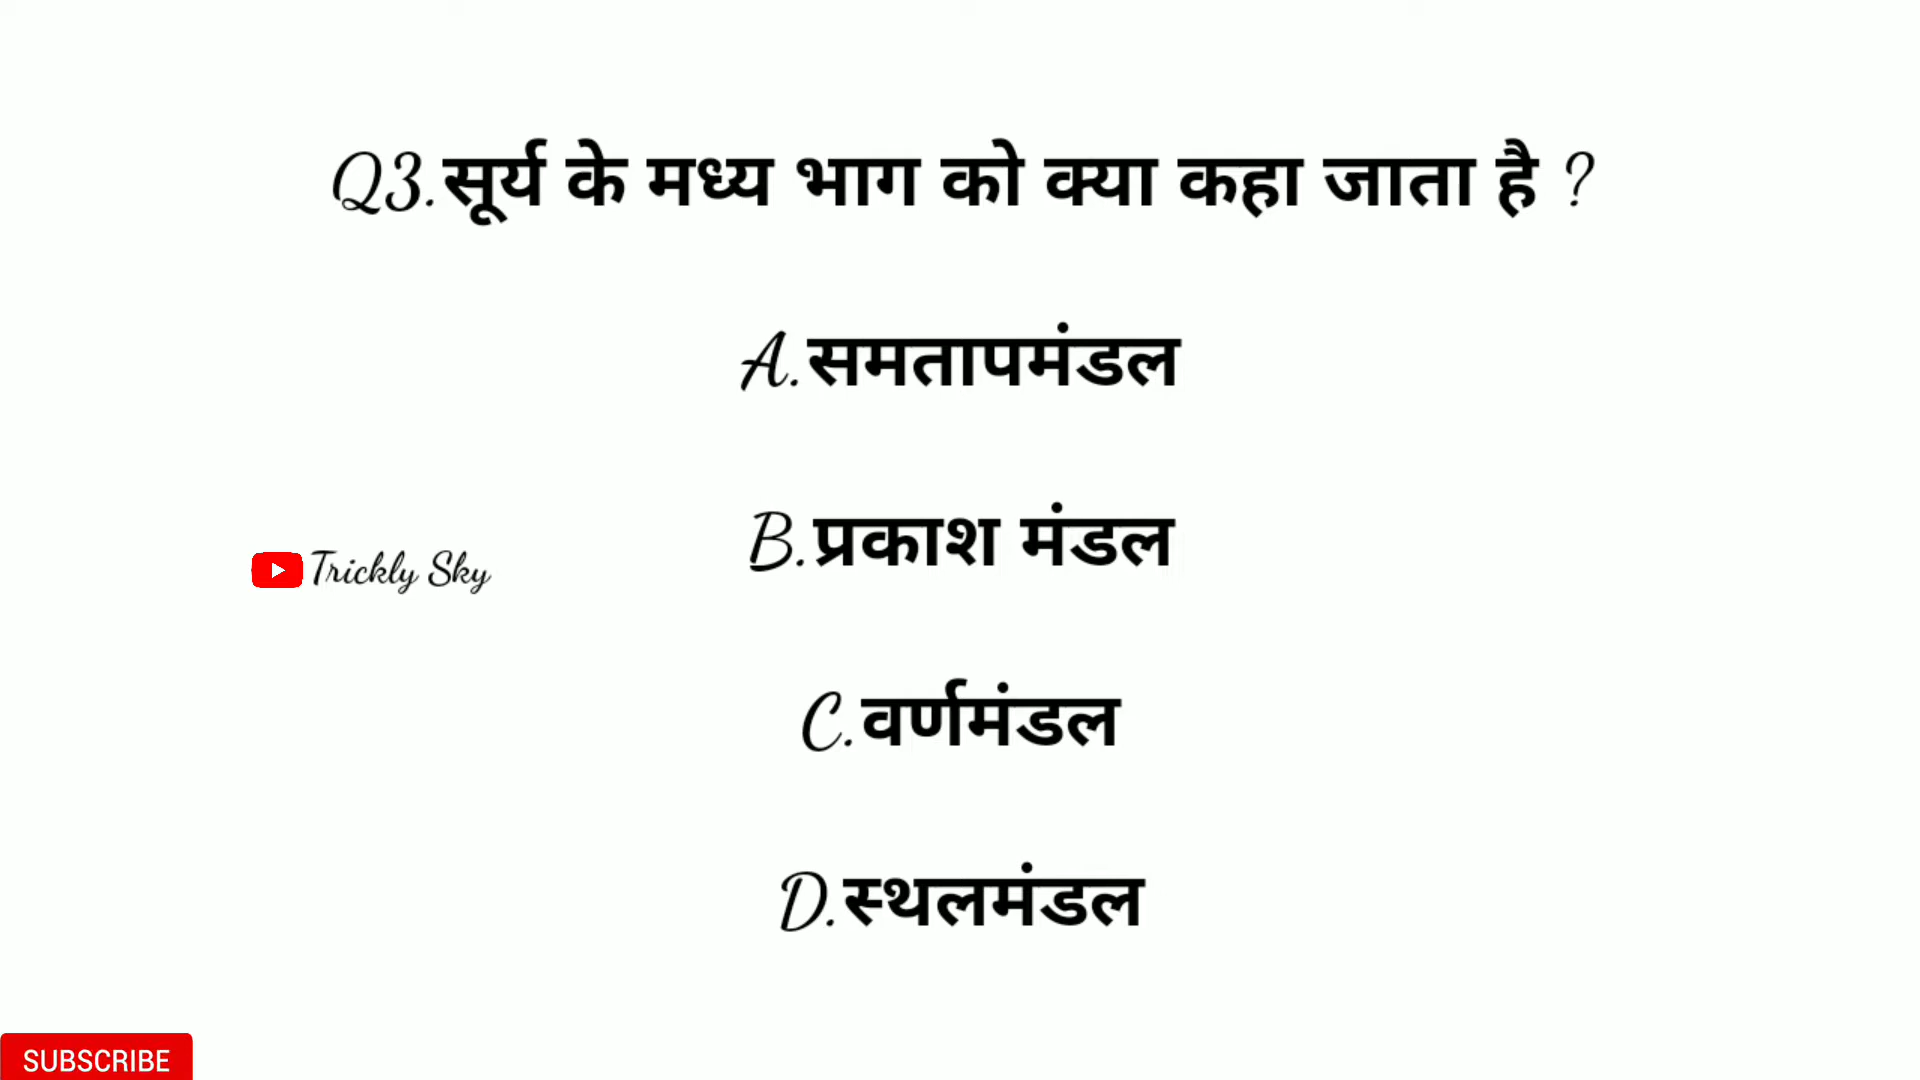 Q3.सूर्य के मध्य भाग को क्या कहा जाता है ?
A.समतापमंडल
B.प्रकाश मंडल
Trickly Sky
C.वर्णमंडल
D.स्थलमंडल
SUBSCRIBE